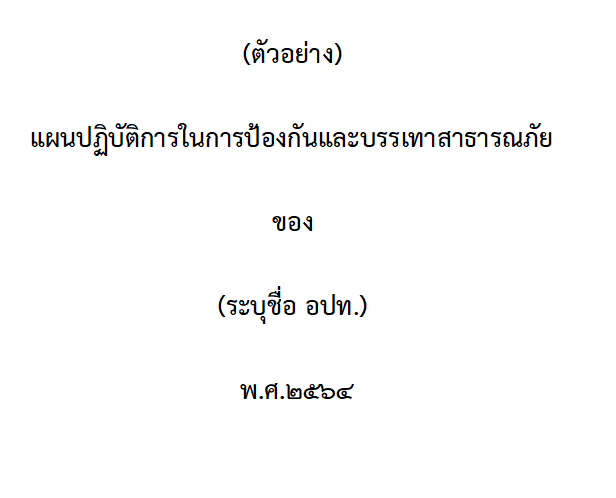 (ตัวอย่าง)
แผนปฏิบัติการในการป้องกันและบรรเทาสาธารณภัย
ของ
(ระบุชื่อ อปท.)
พ.ศ.๒๕๖๔